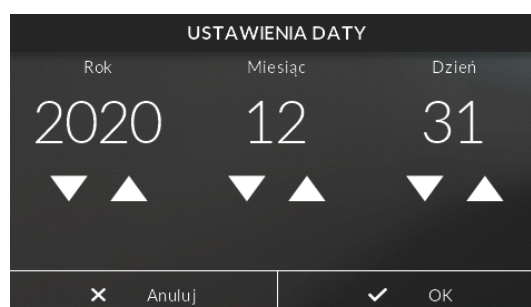 USTAWIENIA DATY
Rok Miesiąc Dzień
2020 12 31
Anuluj OK